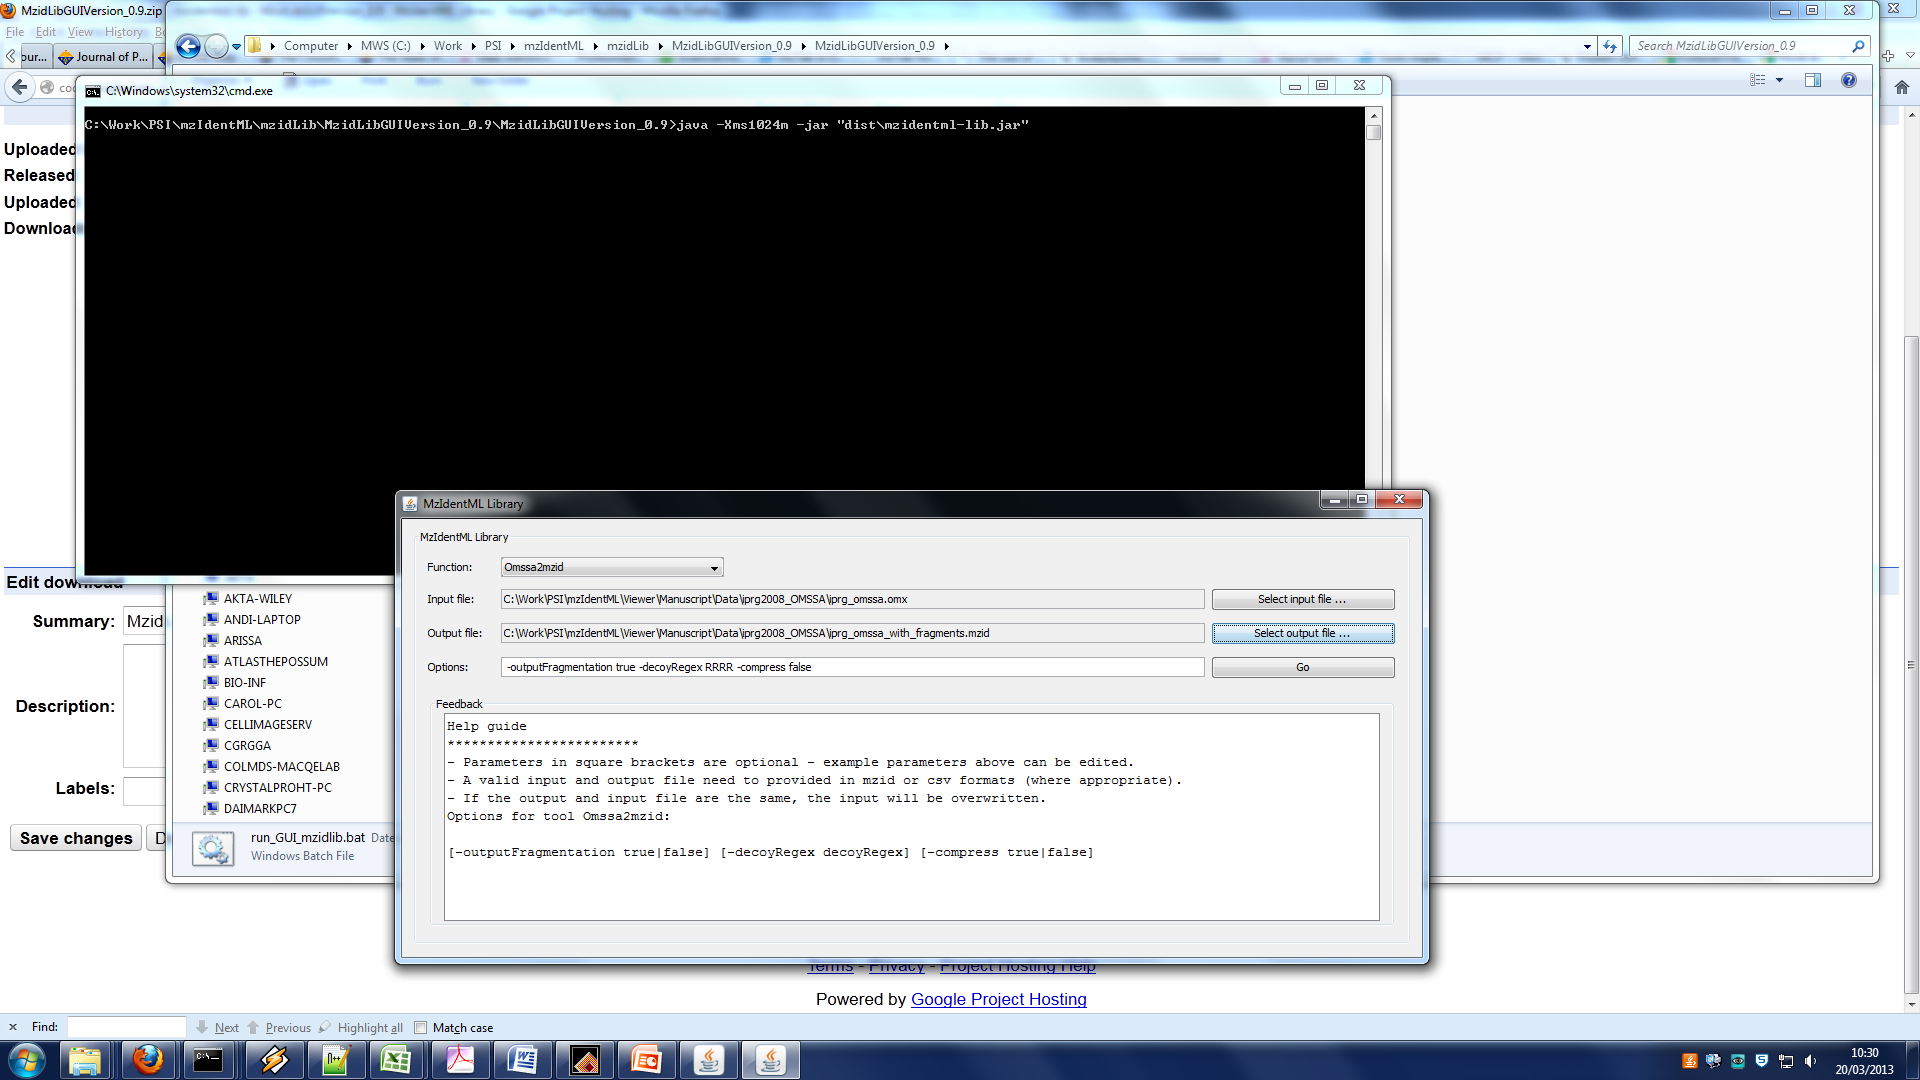 MzidLibGUIVersion_0.9.zip
File Edit View History
our... Journal of P...
Computer MWS (C:) Work PSI mzIdentML mzidLib MzidLibGUIVersion_0.9 MzidLibGUIVersion_0.9
Search MzidLibGUIVersion_0.9
C:\Windows\system32\cmd.exe
C:\Work\PSI\mzIdentML\mzidLib\MzidLibGUIVersion_0.9\MzidLibGUIVersion_0.9>java -Xms1024m -jar "dist\mzidentml-lib.jar"
Uploaded
Released
Uploaded
Downloa
Edit download
Summary: Mzid
Description:
Labels:
Save changes D
AKTA-WILEY
ANDI-LAPTOP
ARISSA
ATLASTHEPOSSUM
BIO-INF
CAROL-PC
CELLIMAGESERV
CGRGGA
COLMDS-MACQELAB
CRYSTALPROHT-PC
DAIMARKPC7
run_GUI_mzidlib.bat Date
Windows Batch File
MzIdentML Library
MzIdentML Library
Function: Omssa2mzid
Input file: C:\Work\PSI\mzIdentML\Viewer\Manuscript\Data\iprg2008_OMSSA\iprg_omssa.omx Select input file ...
Output file: C:\Work\PSI\mzIdentML\Viewer\Manuscript\Data\iprg2008_OMSSA\iprg_omssa_with_fragments.mzid Select output file ...
Options: -outputFragmentation true -decoyRegex RRRR -compress false Go
Feedback
Help guide
************************
- Parameters in square brackets are optional - example parameters above can be edited.
- A valid input and output file need to provided in mzid or csv formats (where appropriate).
- If the output and input file are the same, the input will be overwritten.
Options for tool Omssa2mzid:
[-outputFragmentation true|false] [-decoyRegex decoyRegex] [-compress true|false]
Terms - Privacy - Project Hosting Help
Powered by Google Project Hosting
Find: Next Previous Highlight all Match case
10:30
20/03/2013